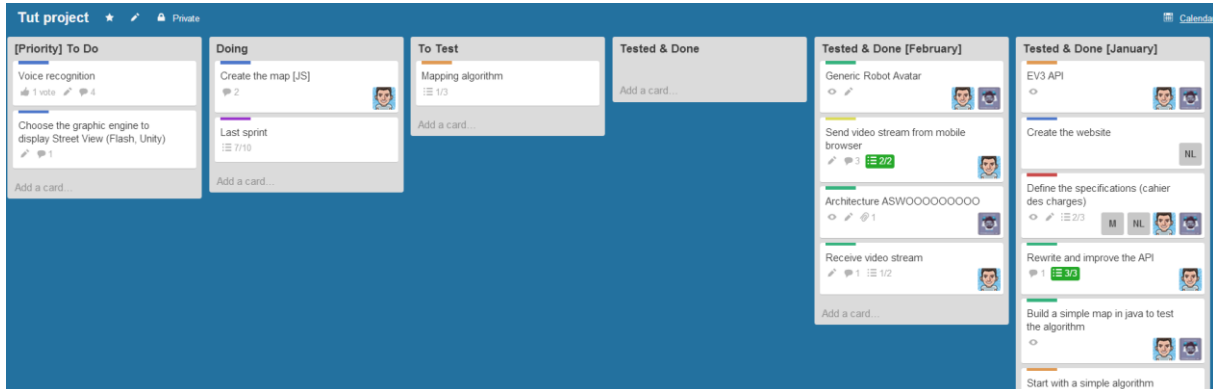 Tut project Private
Calenda
[Priority] To Do
Voice recognition
1 vote 4
Choose the graphic engine to
display Street View (Flash, Unity)
1
Add a card...
Doing
Create the map [JS]
2
Last sprint
7/10
Add a card...
To Test
Mapping algorithm
1/3
Add a card...
Tested & Done
Add a card...
Tested & Done [February]
Generic Robot Avatar
Send video stream from mobile
browser
3 2/2
Architecture ASWOOOOOOOOO
1
Receive video stream
1 1/2
Add a card...
Tested & Done [January]
EV3 API
Create the website
NL
Define the specifications (cahier
des charges)
2/3 M NL
Rewrite and improve the API
1 3/3
Build a simple map in java to test
the algorithm
Start with a simple algorithm